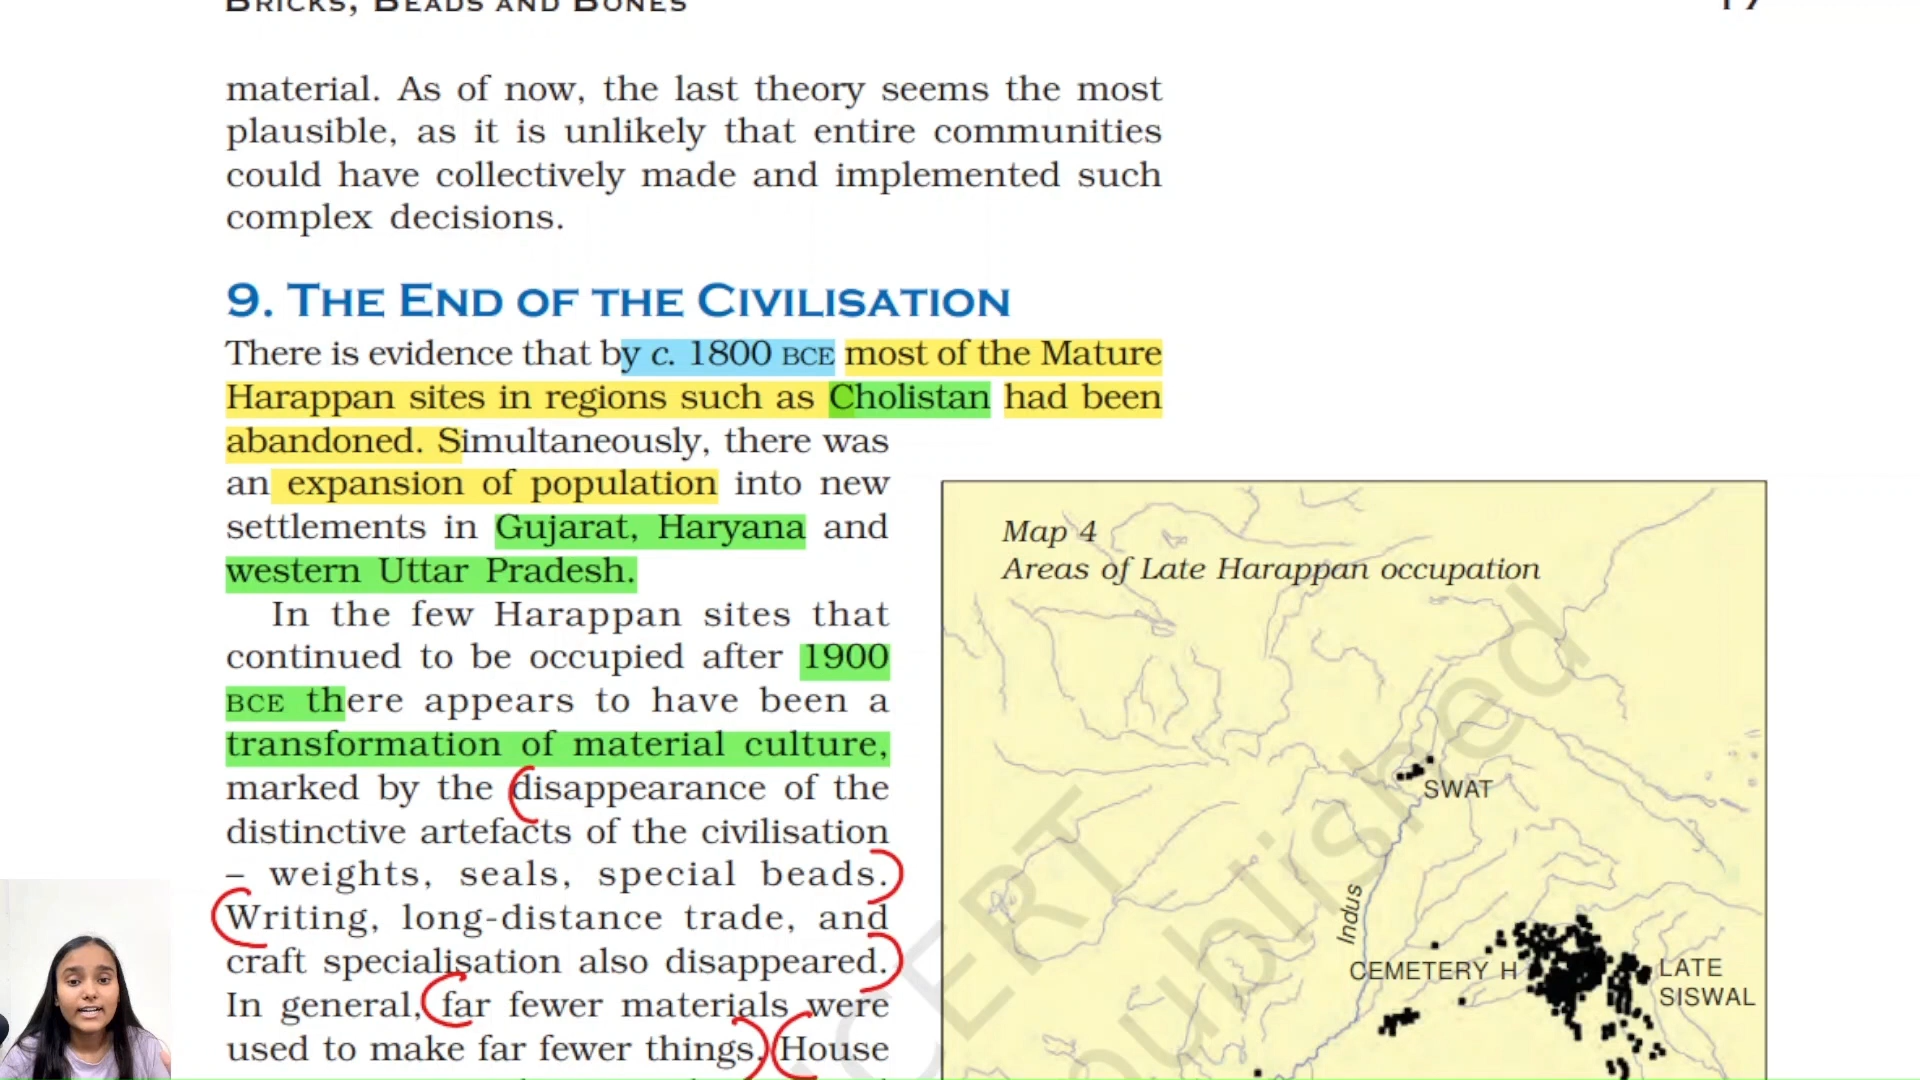 BRICKS, BEADS AND BONES
17
material. As of now, the last theory seems the most
plausible, as it is unlikely that entire communities
could have collectively made and implemented such
complex decisions.
9. THE END OF THE CIVILISATION
There is evidence that by c. 1800 BCE most of the Mature
Harappan sites in regions such as Cholistan had been
abandoned. Simultaneously, there was
an expansion of population into new
settlements in Gujarat, Haryana and
western Uttar Pradesh.
In the few Harappan sites that
continued to be occupied after 1900
BCE there appears to have been a
transformation of material culture,
marked by the disappearance of the
distinctive artefacts of the civilisation
– weights, seals, special beads.
Writing, long-distance trade, and
craft specialisation also disappeared.
In general, far fewer materials were
used to make far fewer things. House
Map 4
Areas of Late Harappan occupation
SWAT
Indus
CEMETERY H
LATE
SISWAL
NCERT
published